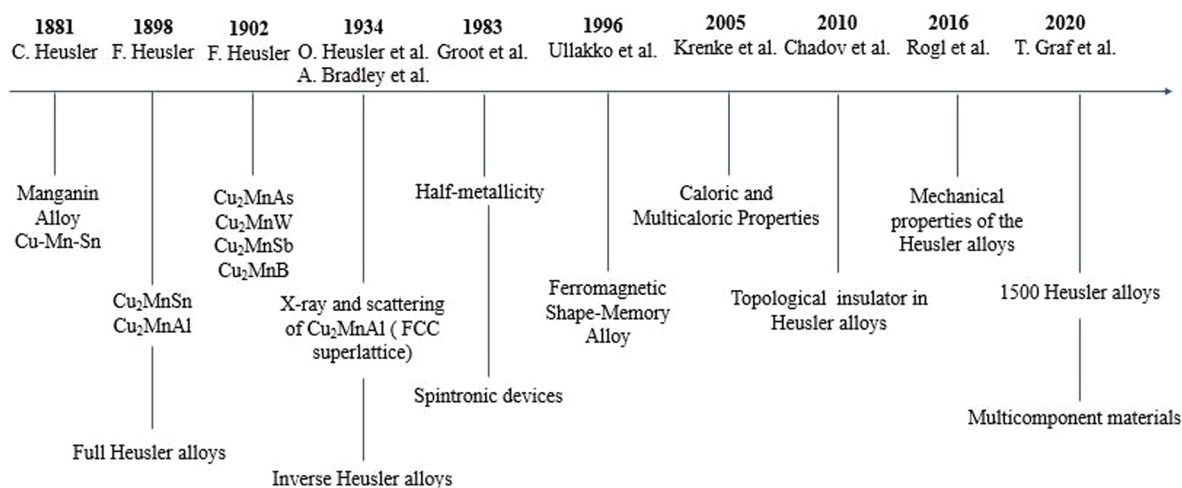 1881
C. Heusler
1898
F. Heusler
1902
F. Heusler
1934
O. Heusler et al.
A. Bradley et al.
1983
Groot et al.
1996
Ullakko et al.
2005
Krenke et al.
2010
Chadov et al.
2016
Rogl et al.
2020
T. Graf et al.
Manganin
Alloy
Cu-Mn-Sn
Cu₂MnSn
Cu₂MnAl
Full Heusler alloys
Cu₂MnAs
Cu₂MnW
Cu₂MnSb
Cu₂MnB
X-ray and scattering
of Cu₂MnAl ( FCC
superlattice)
Inverse Heusler alloys
Half-metallicity
Spintronic devices
Ferromagnetic
Shape-Memory
Alloy
Caloric and
Multicaloric Properties
Topological insulator in
Heusler alloys
Mechanical
properties of the
Heusler alloys
1500 Heusler alloys
Multicomponent materials